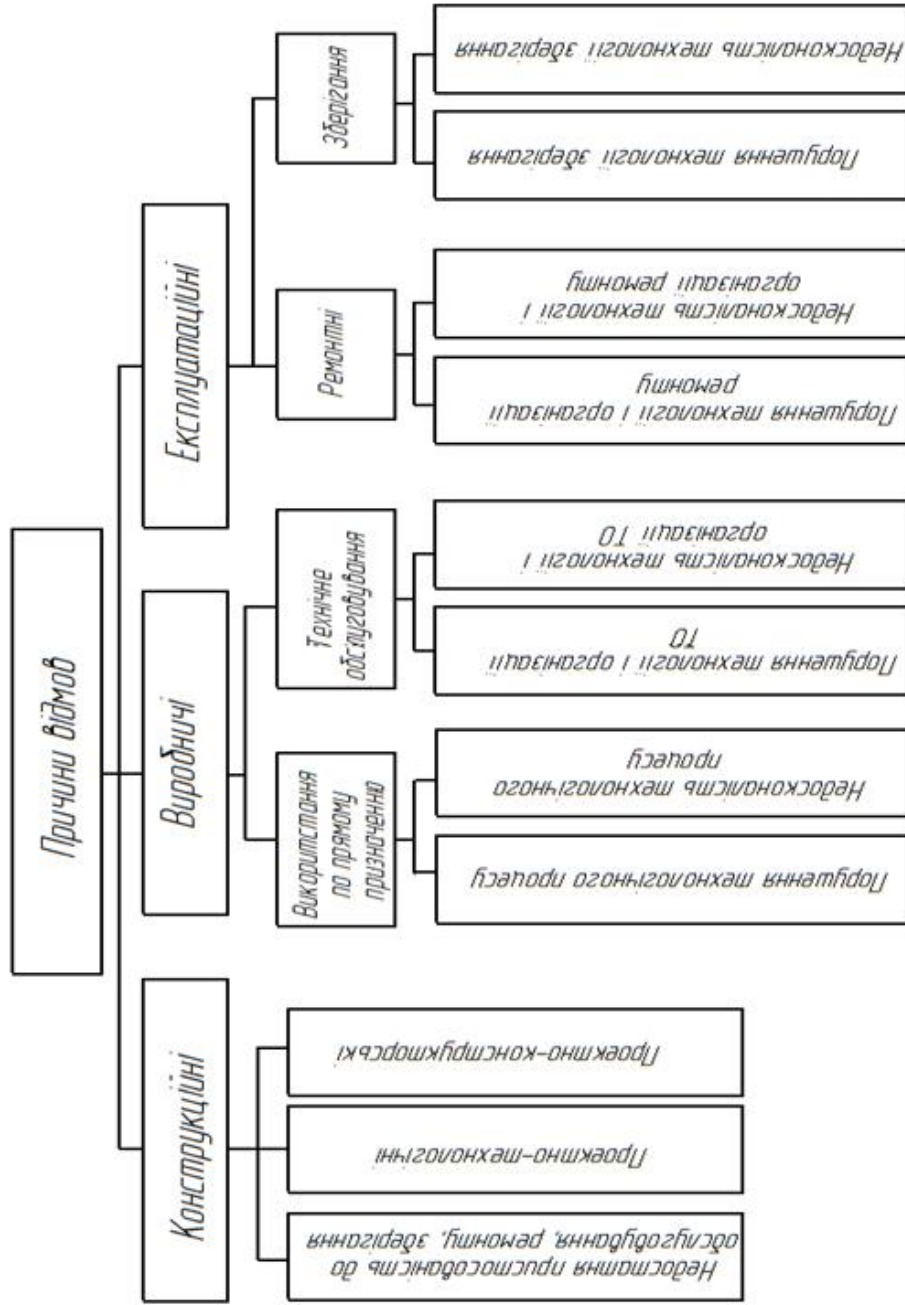 Причини відмов
Конструкційні
Виробничі
Експлуатаційні
Використання
по прямому
призначенню
Технічне
обслуговування
Ремонтні
Зберігання
Недостатня пристосованість до
обслуговування, ремонту, зберігання
Проектно-технологічні
Проектно-конструкторські
Порушення технологічного процесу
Недосконалість технологічного
процесу
Порушення технології і організації
ТО
Недосконалість технології і
організації ТО
Порушення технології і організації
ремонту
Недосконалість технології і
організації ремонту
Порушення технології зберігання
Недосконалість технології зберігання